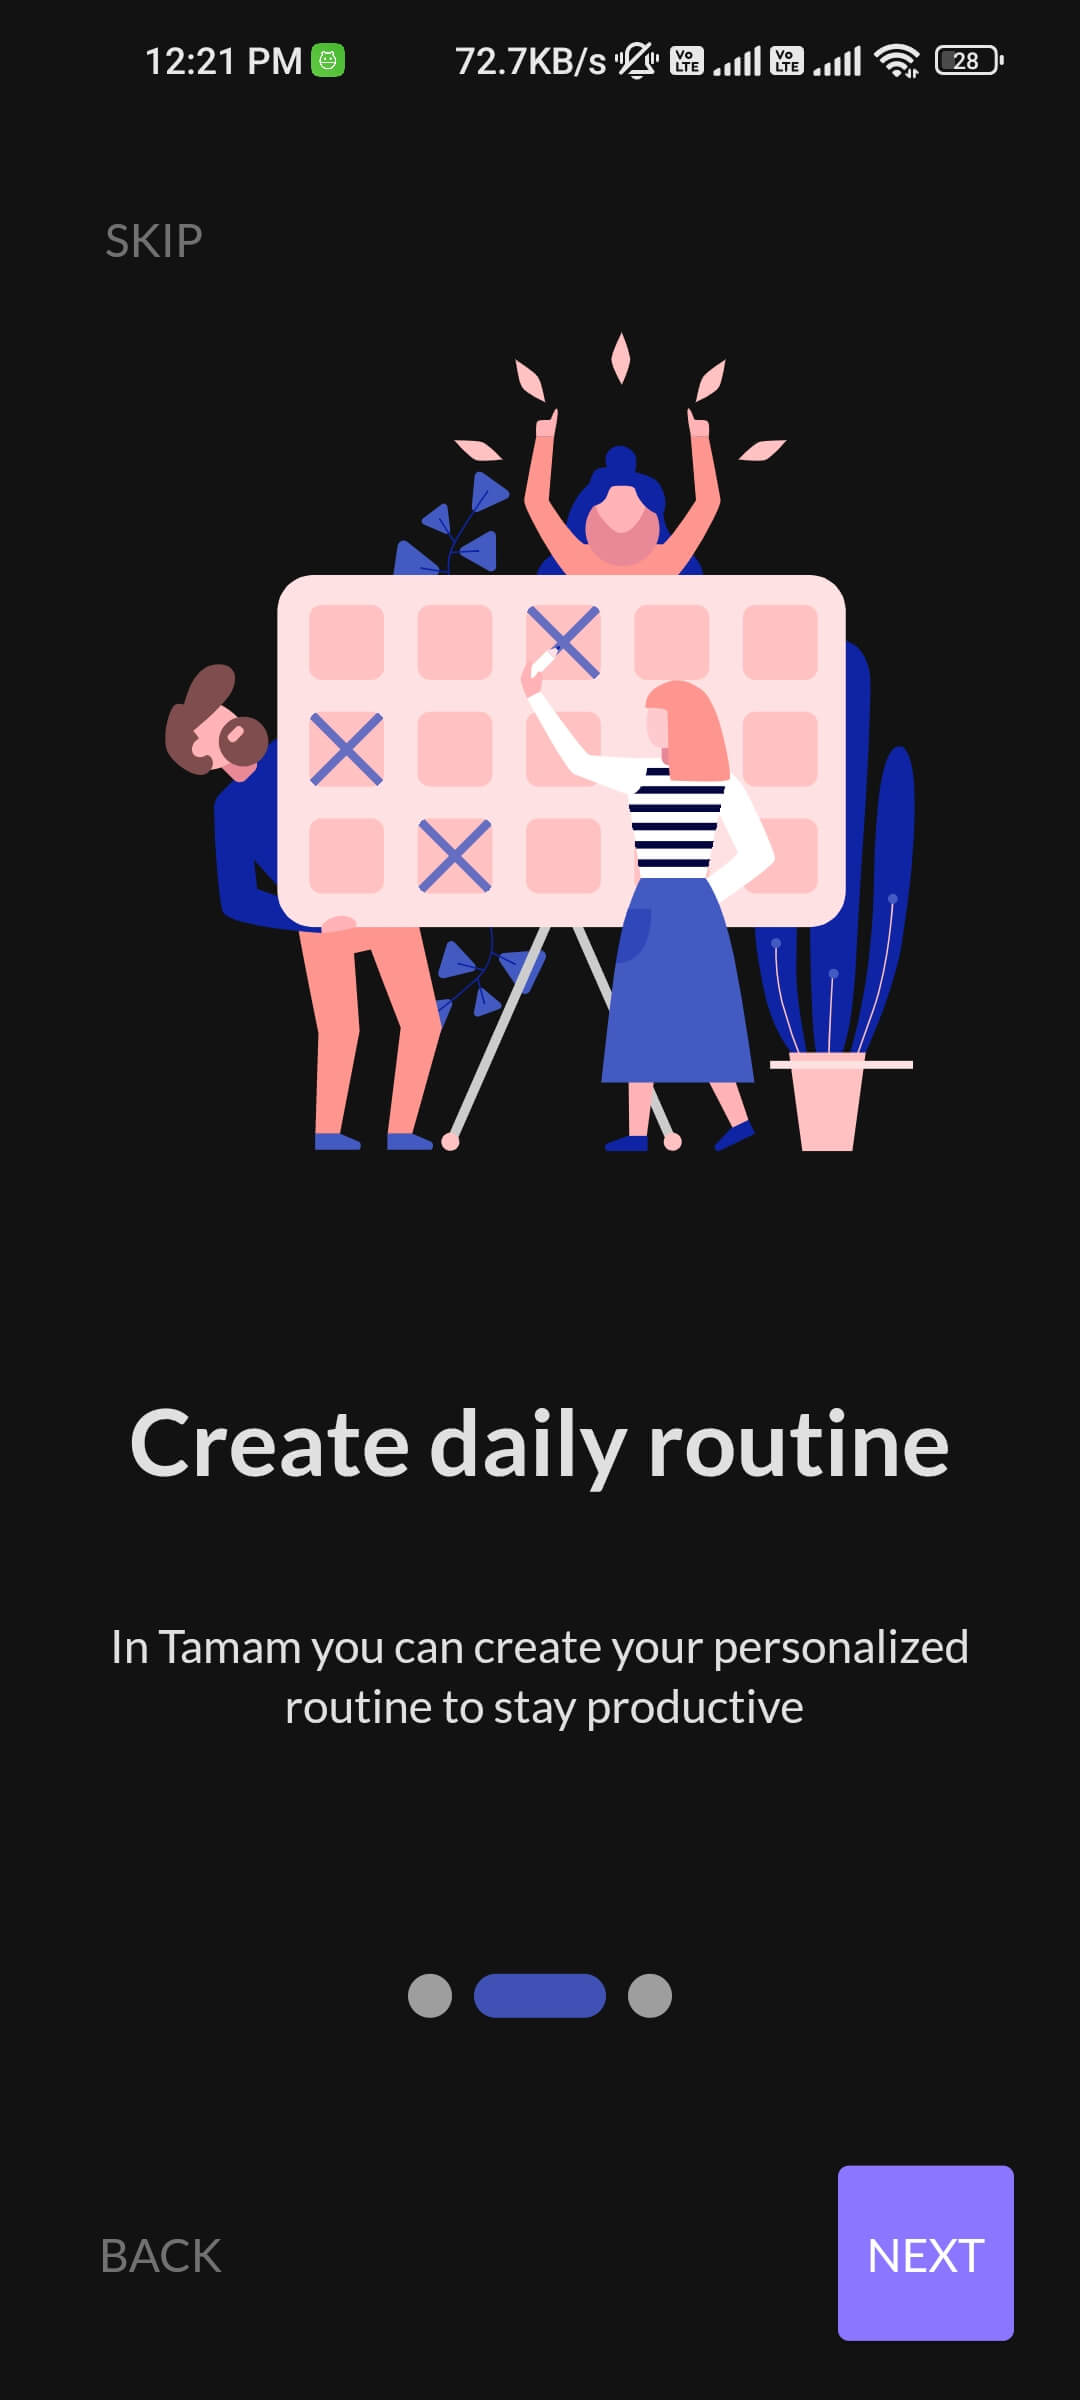 12:21 PM 72.7KB/s Vo LTE Vo LTE 28
SKIP
Create daily routine
In Tamam you can create your personalized
routine to stay productive
BACK
NEXT